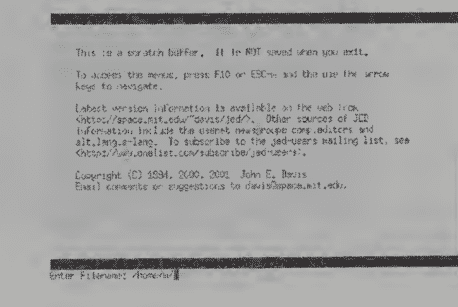 This is a scratch buffer. It is NOT saved when you exit.
To access the menus, press F10 or ESC-m and the use the arrow
keys to navigate.
Latest version information is available on the web from
<http://space.mit.edu/~davis/jed/>. Other sources of JED
information include the usenet newsgroups comp.editors and
alt.lang.s-lang. To subscribe to the jed-users mailing list, see
<http://www.onelist.com/subscribe/jed-users>.
Copyright (C) 1994, 2000, 2001 John E. Davis
Email comments or suggestions to davis@space.mit.edu.
Enter Filename: